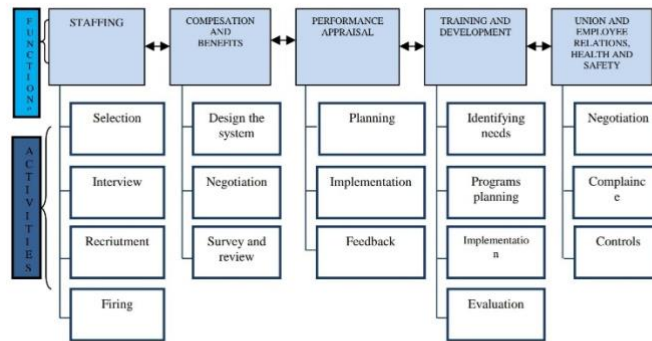 FUNCTION
STAFFING
COMPESATION
AND
BENEFITS
PERFORMANCE
APPRAISAL
TRAINING AND
DEVELOPMENT
UNION AND
EMPLOYEE
RELATIONS,
HEALTH AND
SAFETY
ACTIVITIES
Selection
Interview
Recriutment
Firing
Design the
system
Negotiation
Survey and
review
Planning
Implementation
Feedback
Identifying
needs
Programs
planning
Implementatio
n
Evaluation
Negotiation
Complainc
e
Controls